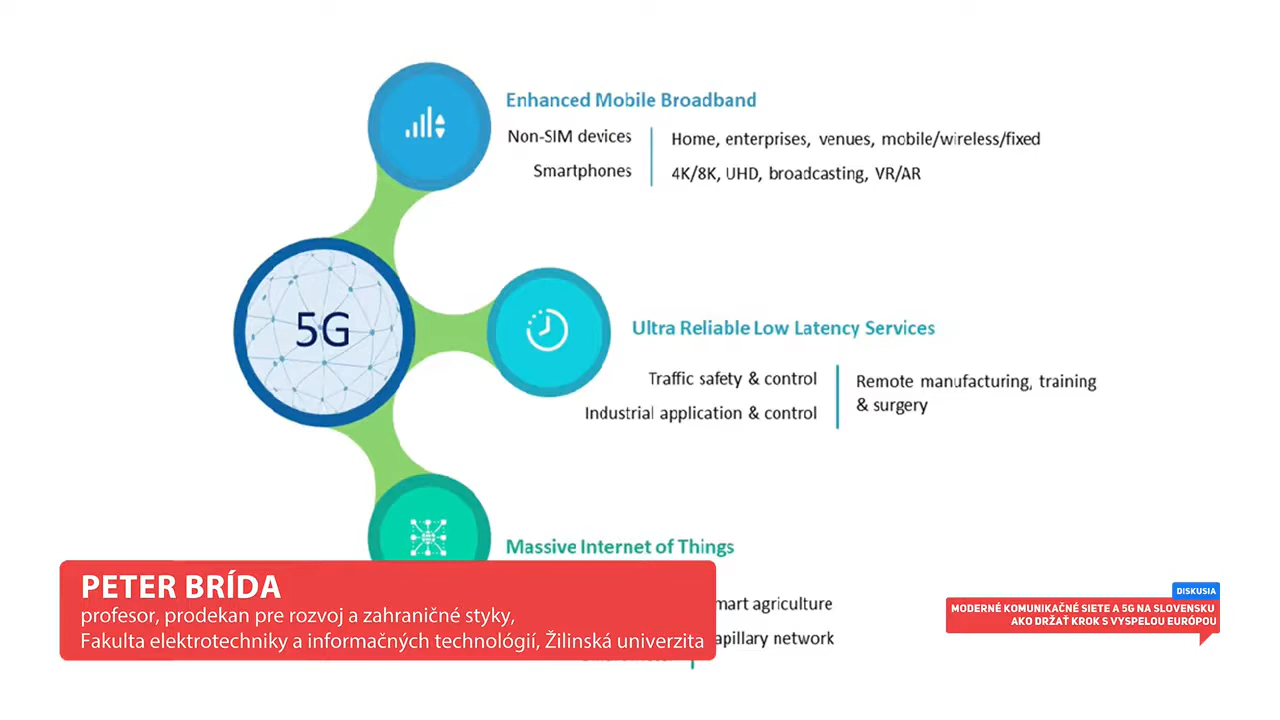 Enhanced Mobile Broadband
Non-SIM devices
Smartphones
Home, enterprises, venues, mobile/wireless/fixed
4K/8K, UHD, broadcasting, VR/AR
5G
Ultra Reliable Low Latency Services
Traffic safety & control
Industrial application & control
Remote manufacturing, training
& surgery
Massive Internet of Things
mart agriculture
apillary network
PETER BRÍDA
profesor, prodekan pre rozvoj a zahraničné styky,
Fakulta elektrotechniky a informačných technológií, Žilinská univerzita
DISKUSIA
MODERNÉ KOMUNIKAČNÉ SIETE A 5G NA SLOVENSKU
AKO DRŽAŤ KROK S VYSPELOU EURÓPOU